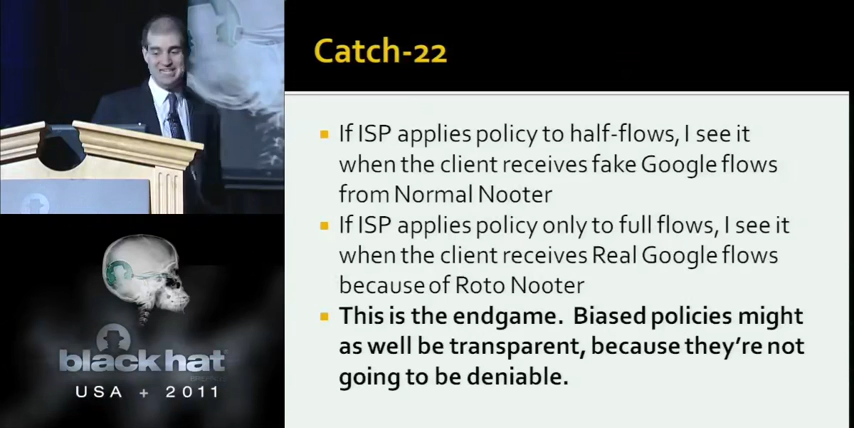 Catch-22
If ISP applies policy to half-flows, I see it
when the client receives fake Google flows
from Normal Nooter
If ISP applies policy only to full flows, I see it
when the client receives Real Google flows
because of Roto Nooter
This is the endgame. Biased policies might
as well be transparent, because they're not
going to be deniable.
black hat
USA + 2011